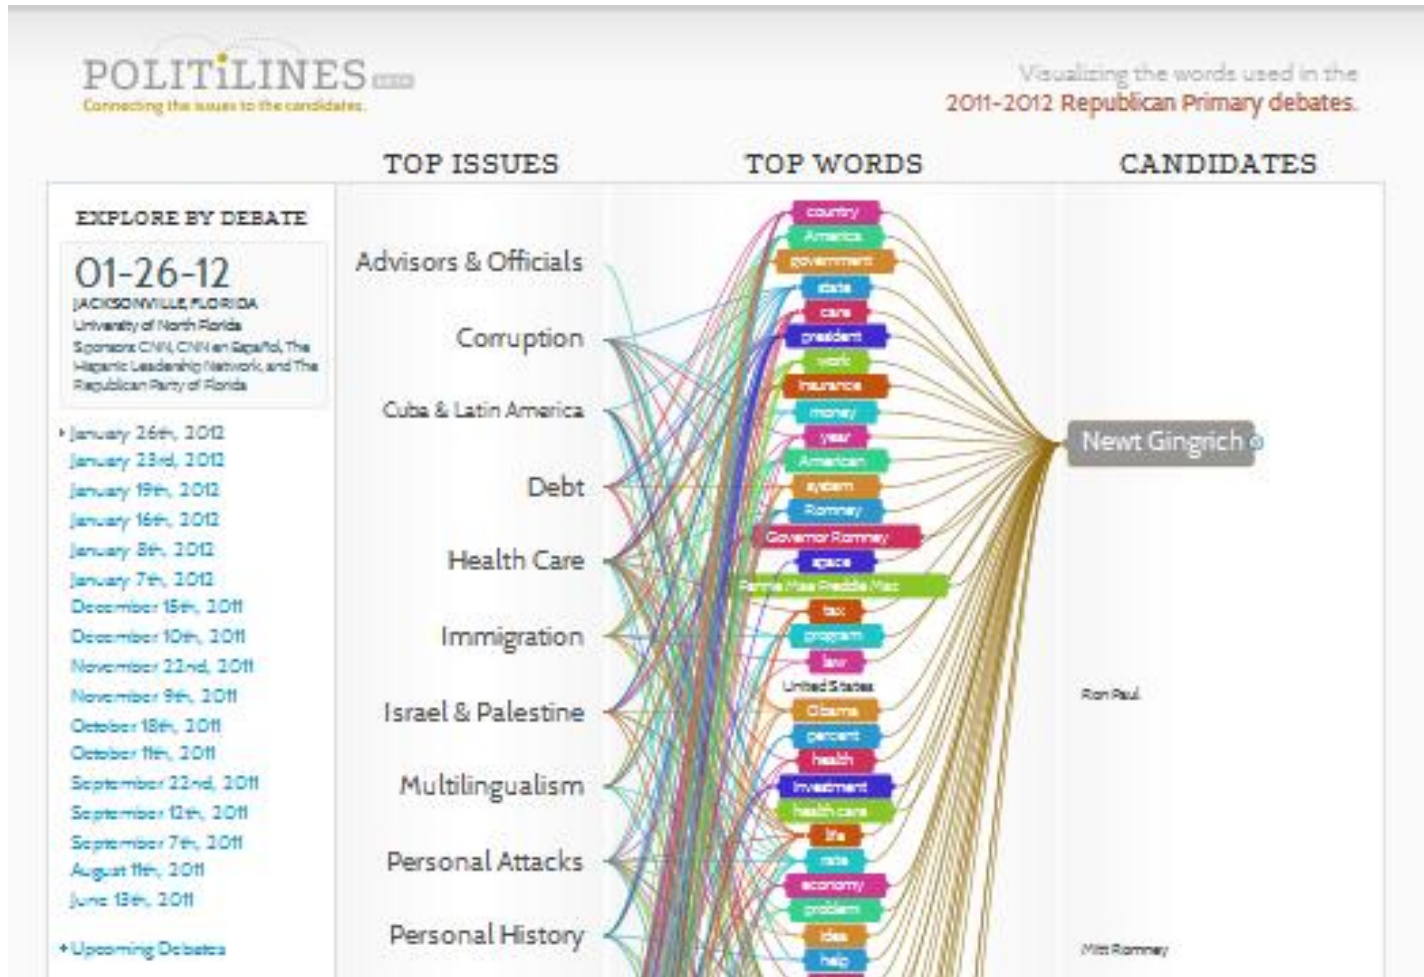 POLITiLINES BETA
Connecting the issues to the candidates.
Visualizing the words used in the
2011-2012 Republican Primary debates.
TOP ISSUES
TOP WORDS
CANDIDATES
EXPLORE BY DEBATE
01-26-12
JACKSONVILLE, FLORIDA
University of North Florida
Sponsors: CNN, CNN en Español, The
Hispanic Leadership Network, and The
Republican Party of Florida
January 26th, 2012
January 23rd, 2012
January 19th, 2012
January 16th, 2012
January 8th, 2012
January 7th, 2012
December 15th, 2011
December 10th, 2011
November 22nd, 2011
November 9th, 2011
October 18th, 2011
October 11th, 2011
September 22nd, 2011
September 12th, 2011
September 7th, 2011
August 11th, 2011
June 13th, 2011
Upcoming Debates
Advisors & Officials
Corruption
Cuba & Latin America
Debt
Health Care
Immigration
Israel & Palestine
Multilingualism
Personal Attacks
Personal History
country
America
government
state
care
president
work
insurance
money
year
American
system
Romney
Governor Romney
space
Fannie Mae Freddie Mac
tax
program
law
United States
Obama
percent
health
investment
health care
life
rate
economy
problem
idea
help
Newt Gingrich
Ron Paul
Mitt Romney